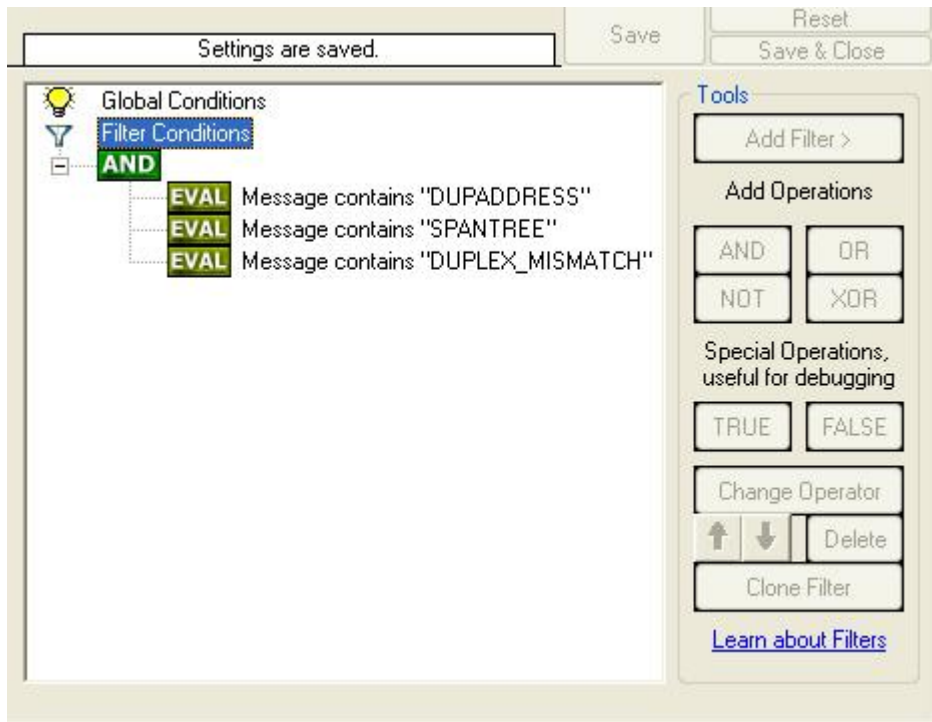 Settings are saved.
Save
Reset
Save & Close
Global Conditions
Filter Conditions
AND
EVAL Message contains "DUPADDRESS"
EVAL Message contains "SPANTREE"
EVAL Message contains "DUPLEX_MISMATCH"
Tools
Add Filter >
Add Operations
AND OR
NOT XOR
Special Operations,
useful for debugging
TRUE FALSE
Change Operator
Delete
Clone Filter
Learn about Filters